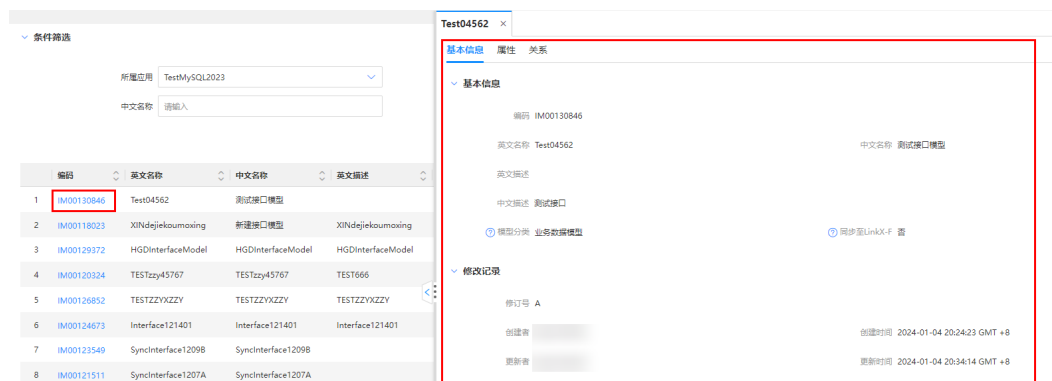 条件筛选
所属应用 TestMySQL2023
中文名称 请输入
编码 英文名称 中文名称 英文描述
1 IM00130846 Test04562 测试接口模型
2 IM00118023 XINdejiekoumoxing 新建接口模型 XINdejiekoumoxing
3 IM00129372 HGDInterfaceModel HGDInterfaceModel HGDInterfaceModel
4 IM00120324 TESTzzy45767 TESTzzy45767 TEST666
5 IM00126852 TESTZZYXZZY TESTZZYXZZY TESTZZYXZZY
6 IM00124673 Interface121401 Interface121401 Interface121401
7 IM00123549 SyncInterface1209B SyncInterface1209B
8 IM00121511 SyncInterface1207A SyncInterface1207A
Test04562 ×
基本信息 属性 关系
基本信息
编码 IM00130846
英文名称 Test04562 中文名称 测试接口模型
英文描述
中文描述 测试接口
? 模型分类 业务数据模型 ? 同步至LinkX-F 否
修改记录
修订号 A
创建者 创建时间 2024-01-04 20:24:23 GMT +8
更新者 更新时间 2024-01-04 20:34:14 GMT +8